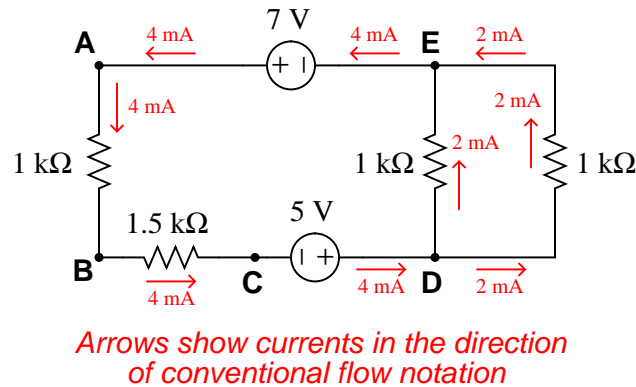 7 V
A
4 mA
4 mA
E
2 mA
+ -
4 mA
2 mA
2 mA
1 kΩ
1 kΩ
1 kΩ
1.5 kΩ
5 V
- +
B
C
D
4 mA
4 mA
2 mA
Arrows show currents in the direction
of conventional flow notation